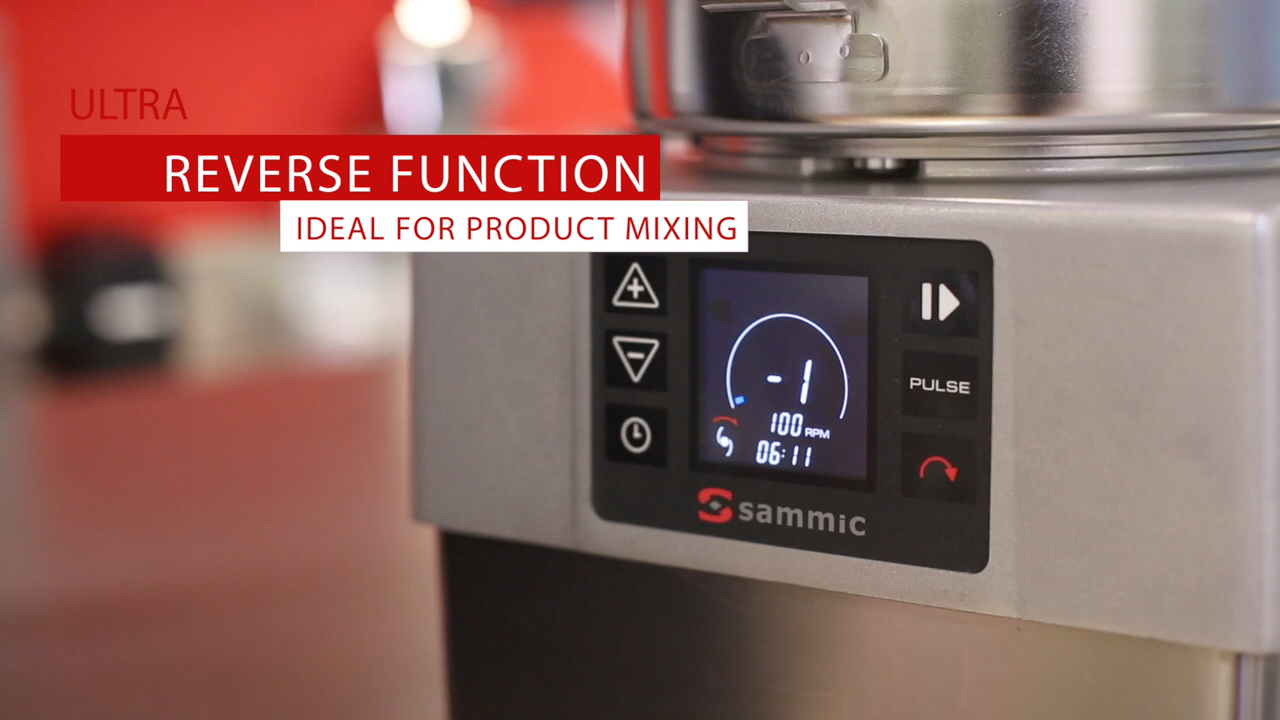 ULTRA
REVERSE FUNCTION
IDEAL FOR PRODUCT MIXING
-1
100 RPM
06:11
PULSE
sammic